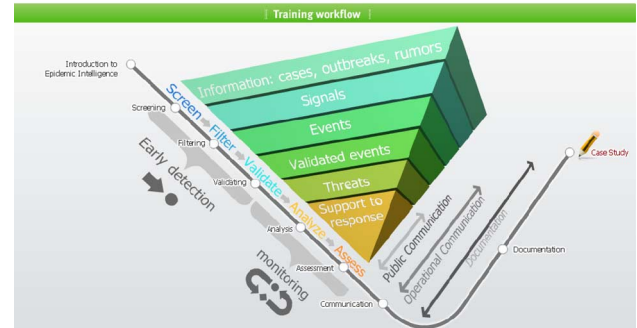 Training workflow
Introduction to
Epidemic Intelligence
Screening
Filtering
Validating
Analysis
Assessment
Communication
Documentation
Case Study
Screen
Filter
Validate
Analyze
Assess
Early detection
monitoring
Information: cases, outbreaks, rumors
Signals
Events
Validated events
Threats
Support to
response
Public Communication
Operational Communication
Documentation